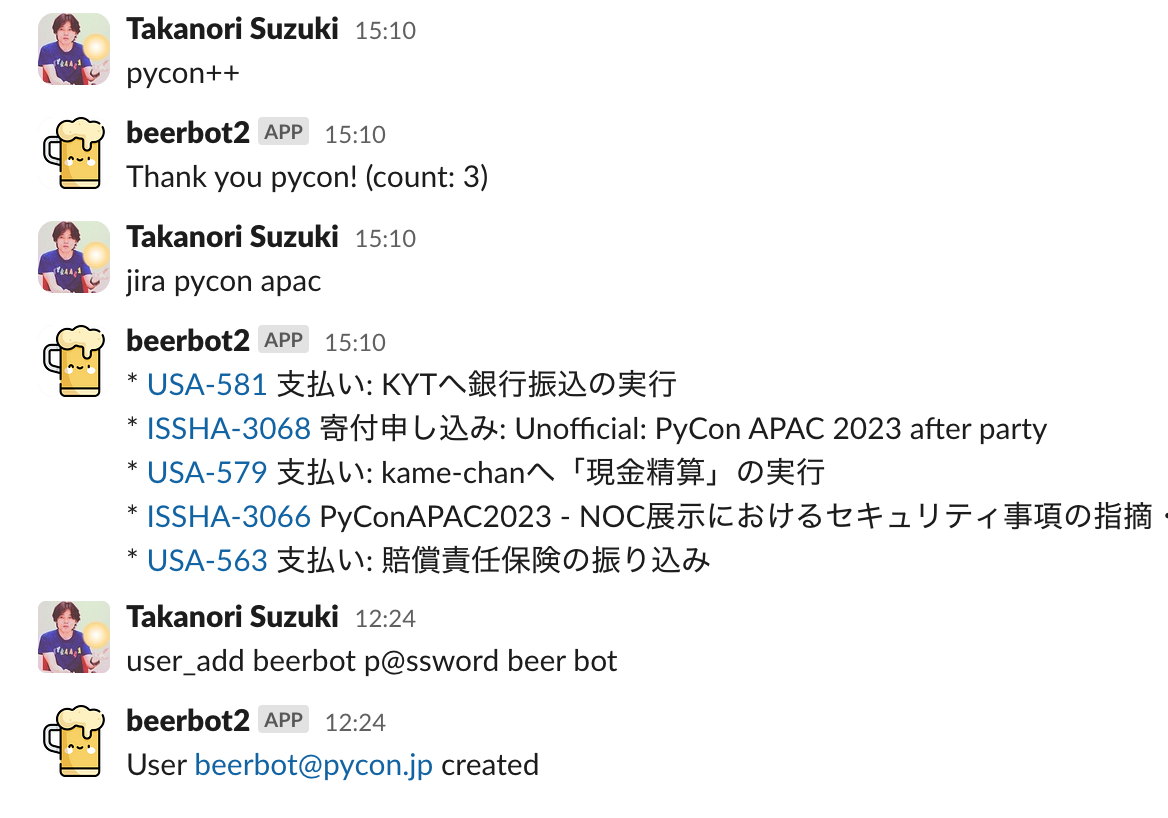 Takanori Suzuki 15:10
pycon++
beerbot2 APP 15:10
Thank you pycon! (count: 3)
Takanori Suzuki 15:10
jira pycon apac
beerbot2 APP 15:10
* USA-581 支払い: KYTへ銀行振込の実行
* ISSHA-3068 寄付申し込み: Unofficial: PyCon APAC 2023 after party
* USA-579 支払い: kame-chanへ「現金精算」の実行
* ISSHA-3066 PyConAPAC2023 - NOC展示におけるセキュリティ事項の指摘・
* USA-563 支払い: 賠償責任保険の振り込み
Takanori Suzuki 12:24
user_add beerbot p@ssword beer bot
beerbot2 APP 12:24
User beerbot@pycon.jp created